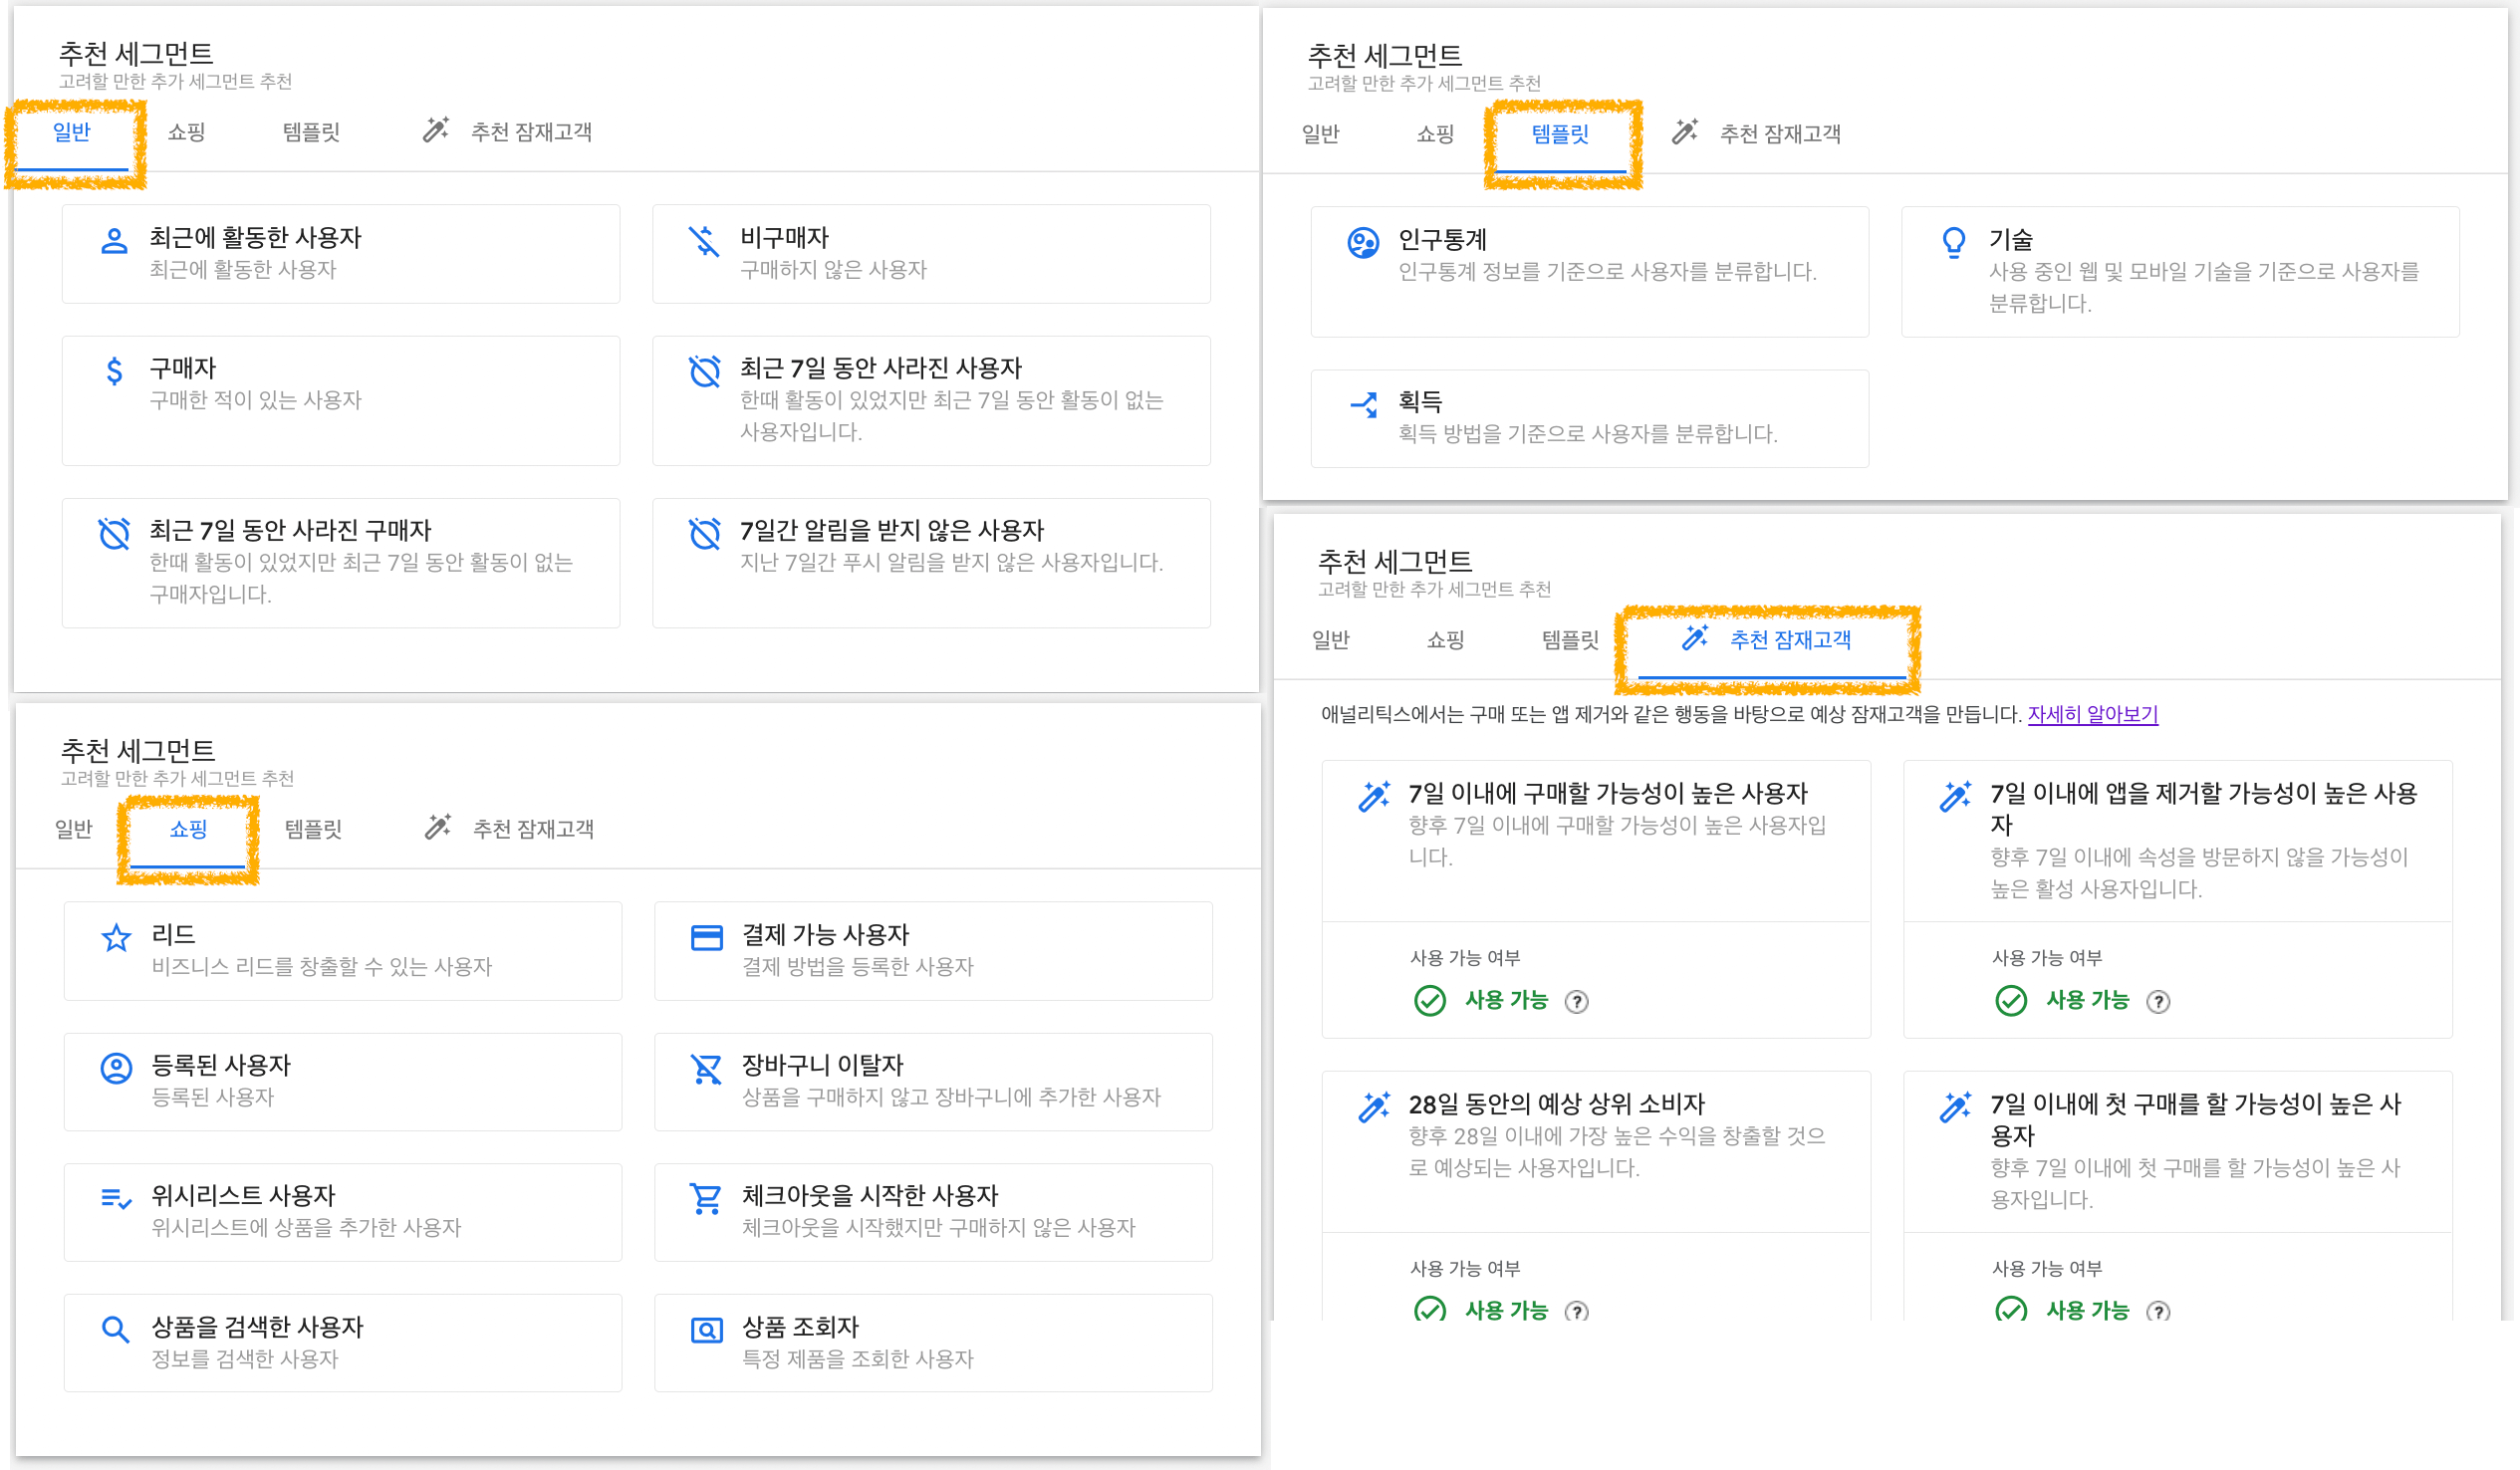 추천 세그먼트
고려할 만한 추가 세그먼트 추천
일반 쇼핑 템플릿 추천 잠재고객
최근에 활동한 사용자
최근에 활동한 사용자
비구매자
구매하지 않은 사용자
구매자
구매한 적이 있는 사용자
최근 7일 동안 사라진 사용자
한때 활동이 있었지만 최근 7일 동안 활동이 없는
사용자입니다.
최근 7일 동안 사라진 구매자
한때 활동이 있었지만 최근 7일 동안 활동이 없는
구매자입니다.
7일간 알림을 받지 않은 사용자
지난 7일간 푸시 알림을 받지 않은 사용자입니다.
추천 세그먼트
고려할 만한 추가 세그먼트 추천
일반 쇼핑 템플릿 추천 잠재고객
리드
비즈니스 리드를 창출할 수 있는 사용자
결제 가능 사용자
결제 방법을 등록한 사용자
등록된 사용자
등록된 사용자
장바구니 이탈자
상품을 구매하지 않고 장바구니에 추가한 사용자
위시리스트 사용자
위시리스트에 상품을 추가한 사용자
체크아웃을 시작한 사용자
체크아웃을 시작했지만 구매하지 않은 사용자
상품을 검색한 사용자
정보를 검색한 사용자
상품 조회자
특정 제품을 조회한 사용자
추천 세그먼트
고려할 만한 추가 세그먼트 추천
일반 쇼핑 템플릿 추천 잠재고객
인구통계
인구통계 정보를 기준으로 사용자를 분류합니다.
기술
사용 중인 웹 및 모바일 기술을 기준으로 사용자를
분류합니다.
획득
획득 방법을 기준으로 사용자를 분류합니다.
추천 세그먼트
고려할 만한 추가 세그먼트 추천
일반 쇼핑 템플릿 추천 잠재고객
애널리틱스에서는 구매 또는 앱 제거와 같은 행동을 바탕으로 예상 잠재고객을 만듭니다. 자세히 알아보기
7일 이내에 구매할 가능성이 높은 사용자
향후 7일 이내에 구매할 가능성이 높은 사용자입
니다.
사용 가능 여부
사용 가능 ?
7일 이내에 앱을 제거할 가능성이 높은 사용
자
향후 7일 이내에 속성을 방문하지 않을 가능성이
높은 활성 사용자입니다.
사용 가능 여부
사용 가능 ?
28일 동안의 예상 상위 소비자
향후 28일 이내에 가장 높은 수익을 창출할 것으
로 예상되는 사용자입니다.
사용 가능 여부
사용 가능 ?
7일 이내에 첫 구매를 할 가능성이 높은 사
용자
향후 7일 이내에 첫 구매를 할 가능성이 높은 사
용자입니다.
사용 가능 여부
사용 가능 ?